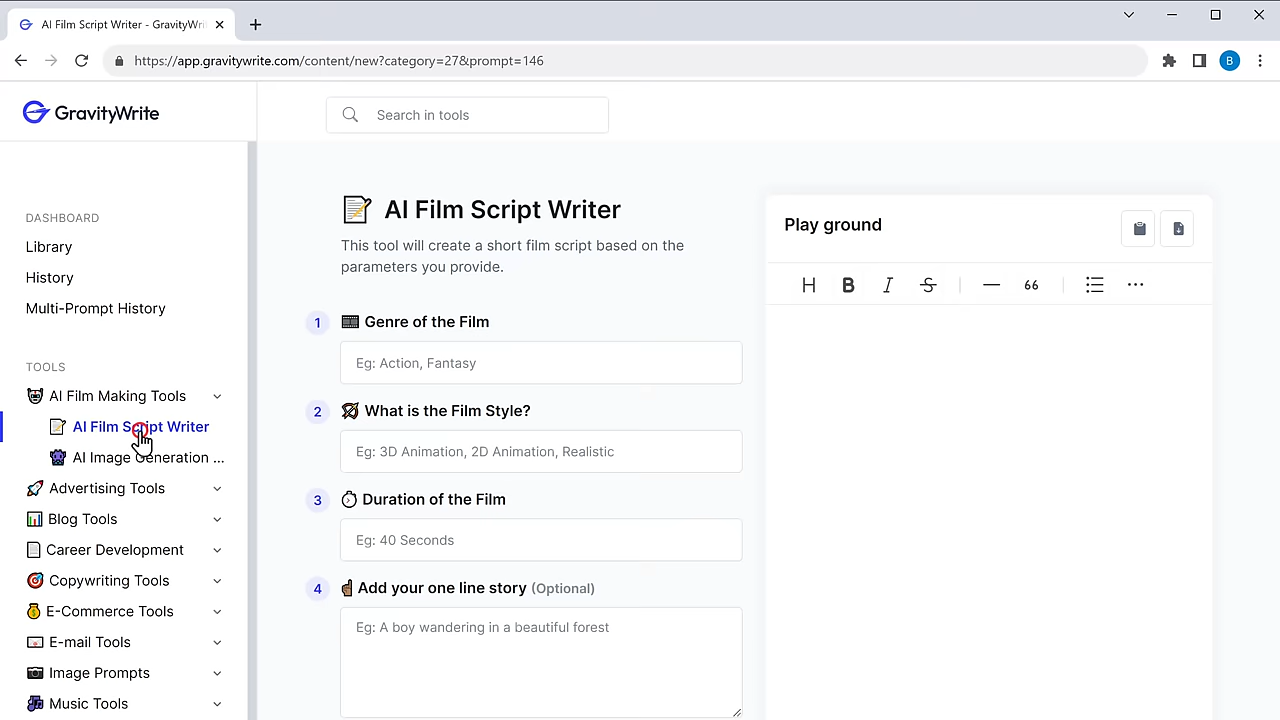 AI Film Script Writer - GravityWri
https://app.gravitywrite.com/content/new?category=27&prompt=146
B
GravityWrite
Search in tools
DASHBOARD
Library
History
Multi-Prompt History
TOOLS
AI Film Making Tools
AI Film Script Writer
AI Image Generation ...
Advertising Tools
Blog Tools
Career Development
Copywriting Tools
E-Commerce Tools
E-mail Tools
Image Prompts
Music Tools
AI Film Script Writer
This tool will create a short film script based on the
parameters you provide.
1 Genre of the Film
Eg: Action, Fantasy
2 What is the Film Style?
Eg: 3D Animation, 2D Animation, Realistic
3 Duration of the Film
Eg: 40 Seconds
4 Add your one line story (Optional)
Eg: A boy wandering in a beautiful forest
Play ground
H B I S 66